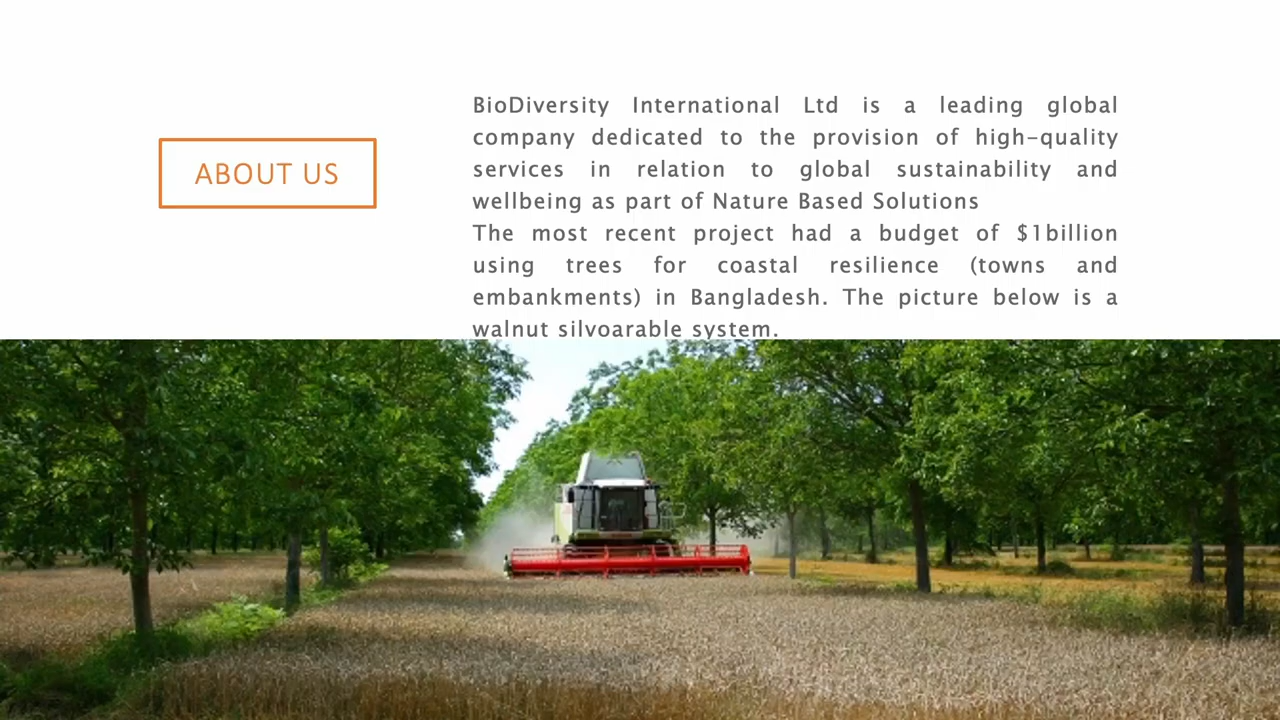 ABOUT US
BioDiversity International Ltd is a leading global
company dedicated to the provision of high-quality
services in relation to global sustainability and
wellbeing as part of Nature Based Solutions
The most recent project had a budget of $1billion
using trees for coastal resilience (towns and
embankments) in Bangladesh. The picture below is a
walnut silvoarable system.